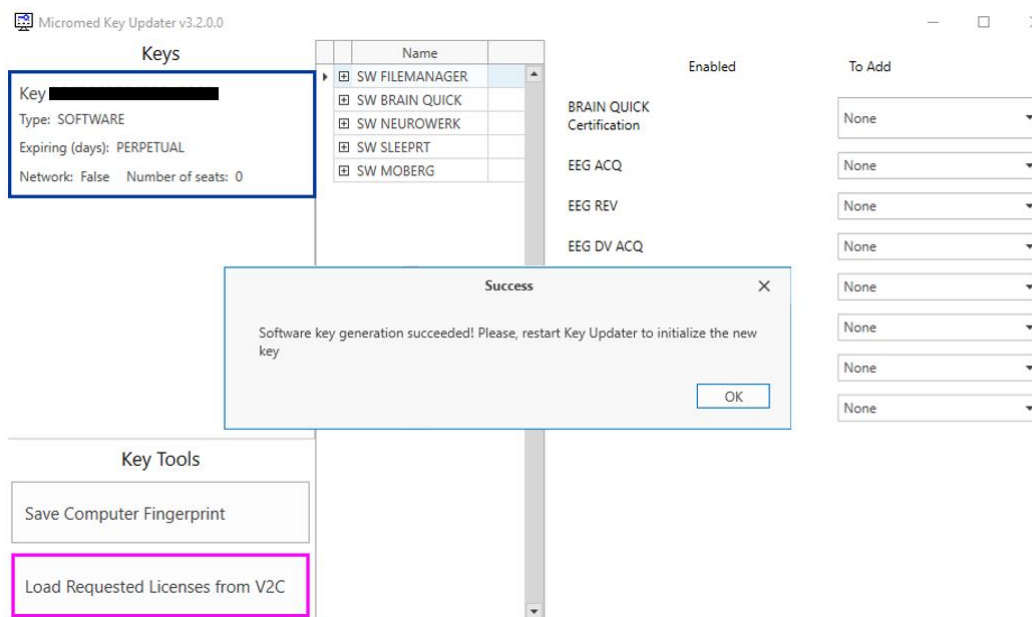 Micromed Key Updater v3.2.0.0
Keys
Key
Type: SOFTWARE
Expiring (days): PERPETUAL
Network: False Number of seats: 0
Name
SW FILEMANAGER
SW BRAIN QUICK
SW NEUROWERK
SW SLEEPRT
SW MOBERG
Enabled To Add
BRAIN QUICK
Certification
None
EEG ACQ None
EEG REV None
EEG DV ACQ None
None
None
None
None
Success
Software key generation succeeded! Please, restart Key Updater to initialize the new
key
OK
Key Tools
Save Computer Fingerprint
Load Requested Licenses from V2C